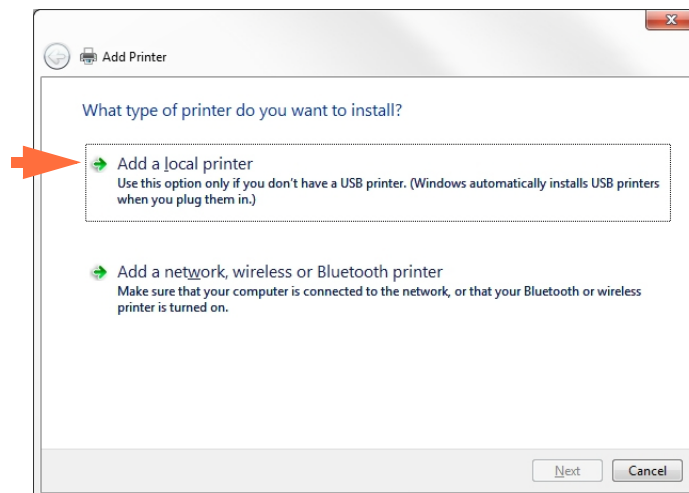 Add Printer
What type of printer do you want to install?
Add a local printer
Use this option only if you don't have a USB printer. (Windows automatically installs USB printers
when you plug them in.)
Add a network, wireless or Bluetooth printer
Make sure that your computer is connected to the network, or that your Bluetooth or wireless
printer is turned on.
Next Cancel